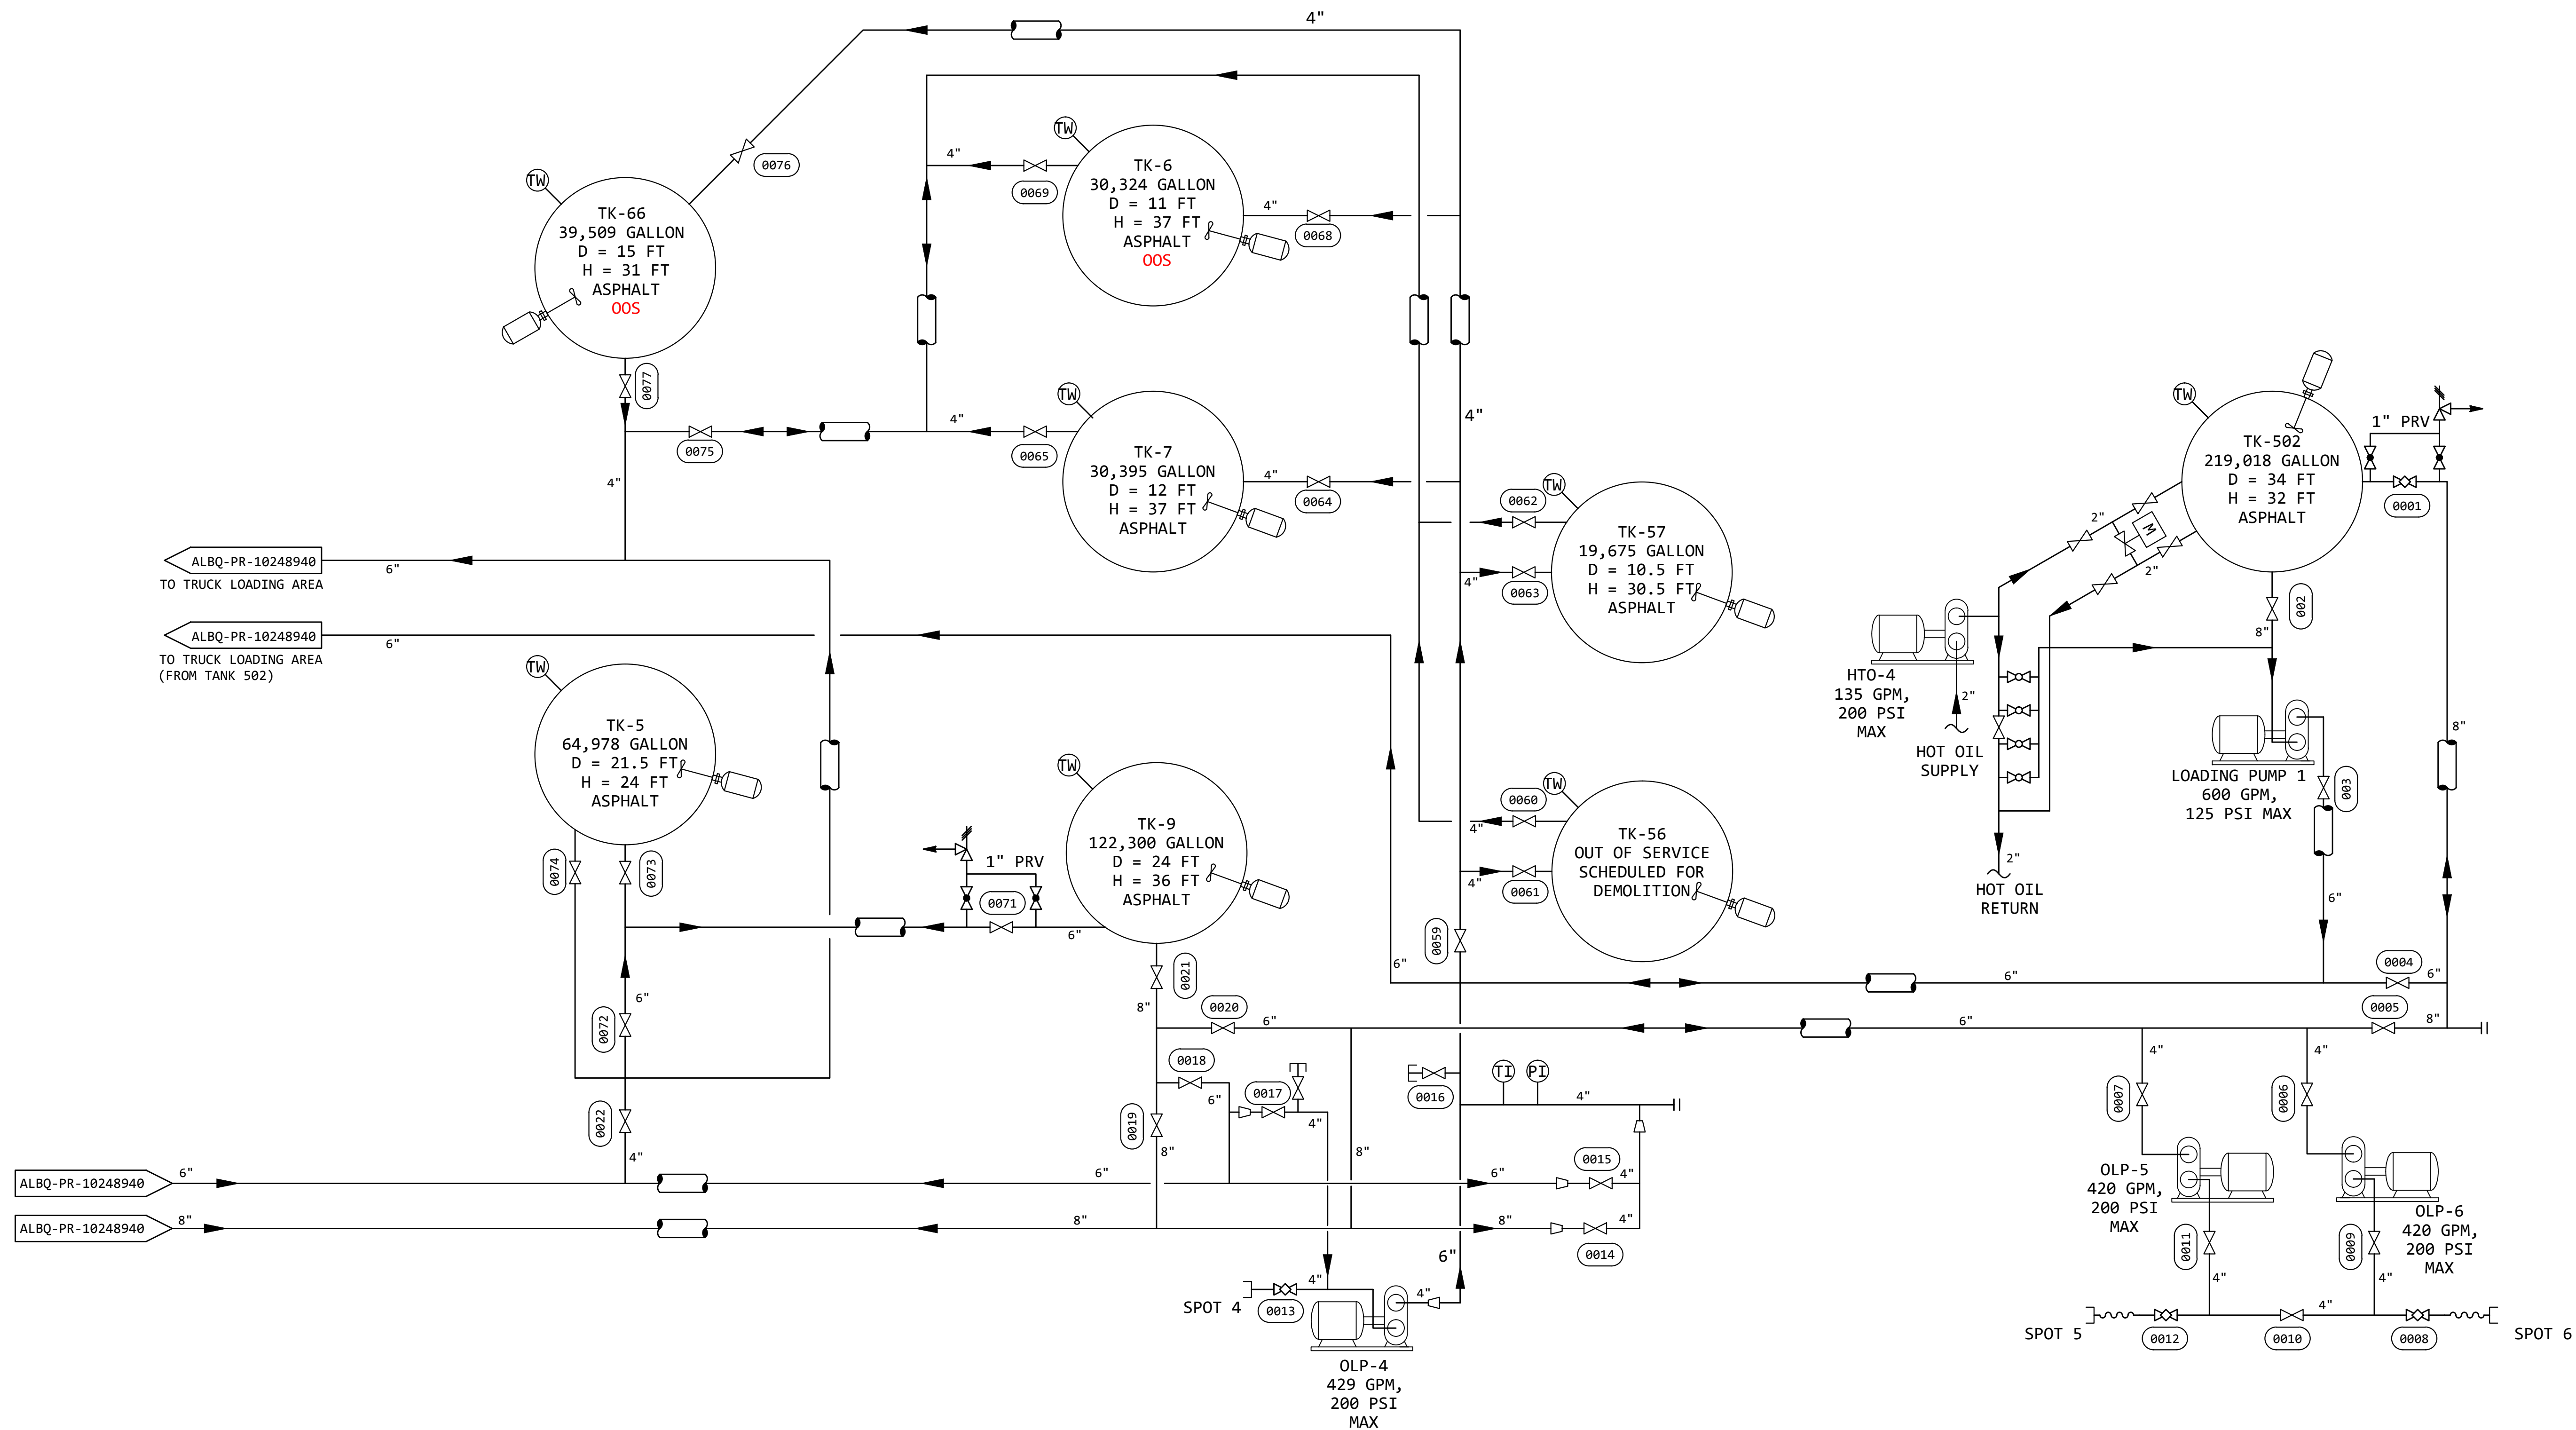 4"
TW
0076
TK-66
39,509 GALLON
D = 15 FT
H = 31 FT
ASPHALT
OOS
0077
TW
4"
0069
TK-6
30,324 GALLON
D = 11 FT
H = 37 FT
ASPHALT
OOS
4"
0068
0075
4"
TW
4"
0065
TK-7
30,395 GALLON
D = 12 FT
H = 37 FT
ASPHALT
4"
0064
4"
0062
TW
4"
0063
TK-57
19,675 GALLON
D = 10.5 FT
H = 30.5 FT
ASPHALT
TW
TK-502
219,018 GALLON
D = 34 FT
H = 32 FT
ASPHALT
1" PRV
0001
2"
M
2"
002
8"
HTO-4
135 GPM,
200 PSI
MAX
2"
HOT OIL
SUPPLY
2"
HOT OIL
RETURN
LOADING PUMP 1
600 GPM,
125 PSI MAX
003
8"
6"
ALBQ-PR-10248940
6"
TO TRUCK LOADING AREA
ALBQ-PR-10248940
6"
TO TRUCK LOADING AREA
(FROM TANK 502)
TW
TK-5
64,978 GALLON
D = 21.5 FT
H = 24 FT
ASPHALT
0074
0073
1" PRV
0071
6"
TW
TK-9
122,300 GALLON
D = 24 FT
H = 36 FT
ASPHALT
0060
TW
4"
4"
0061
TK-56
OUT OF SERVICE
SCHEDULED FOR
DEMOLITION
0059
6"
6"
0004
6"
0005
8"
6"
0072
6"
0021
8"
0020
6"
0018
6"
0017
4"
0019
8"
8"
0016
TI
PI
4"
0022
4"
ALBQ-PR-10248940
6"
6"
6"
0015
4"
ALBQ-PR-10248940
8"
8"
8"
4"
0014
6"
SPOT 4
0013
4"
4"
OLP-4
429 GPM,
200 PSI
MAX
4"
0007
4"
0006
OLP-5
420 GPM,
200 PSI
MAX
OLP-6
420 GPM,
200 PSI
MAX
0011
4"
0009
4"
SPOT 5
0012
4"
0010
0008
SPOT 6